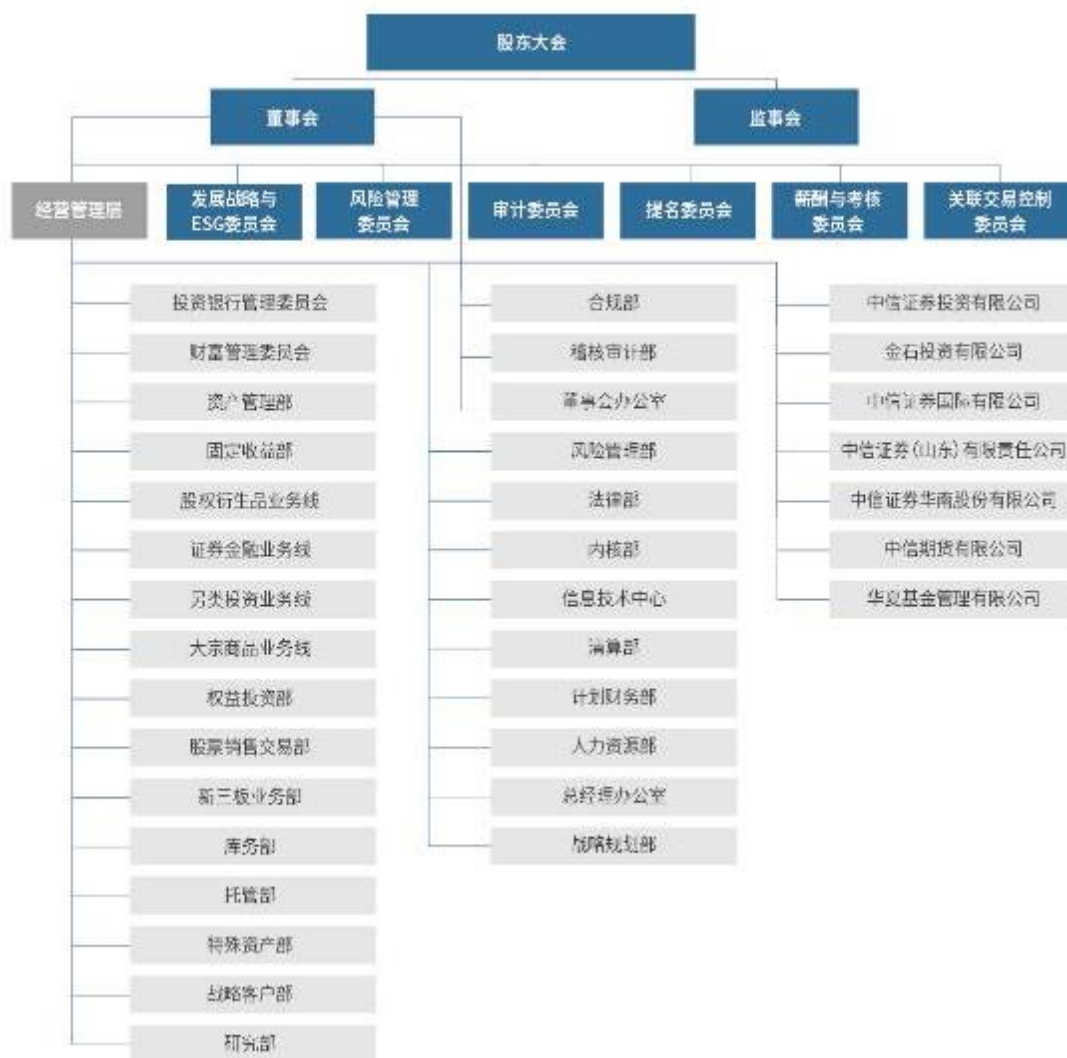 股东大会
董事会
监事会
经营管理层
发展战略与
ESG委员会
风险管理
委员会
审计委员会
提名委员会
薪酬与考核
委员会
关联交易控制
委员会
投资银行管理委员会
财富管理委员会
资产管理部
固定收益部
股权衍生品业务线
证券金融业务线
另类投资业务线
大宗商品业务线
权益投资部
股票销售交易部
新三板业务部
库务部
托管部
特殊资产部
战略客户部
研究部
合规部
稽核审计部
董事会办公室
风险管理部
法律部
内核部
信息技术中心
清算部
计划财务部
人力资源部
总经理办公室
战略规划部
中信证券投资有限公司
金石投资有限公司
中信证券国际有限公司
中信证券(山东)有限责任公司
中信证券华南股份有限公司
中信期货有限公司
华夏基金管理有限公司